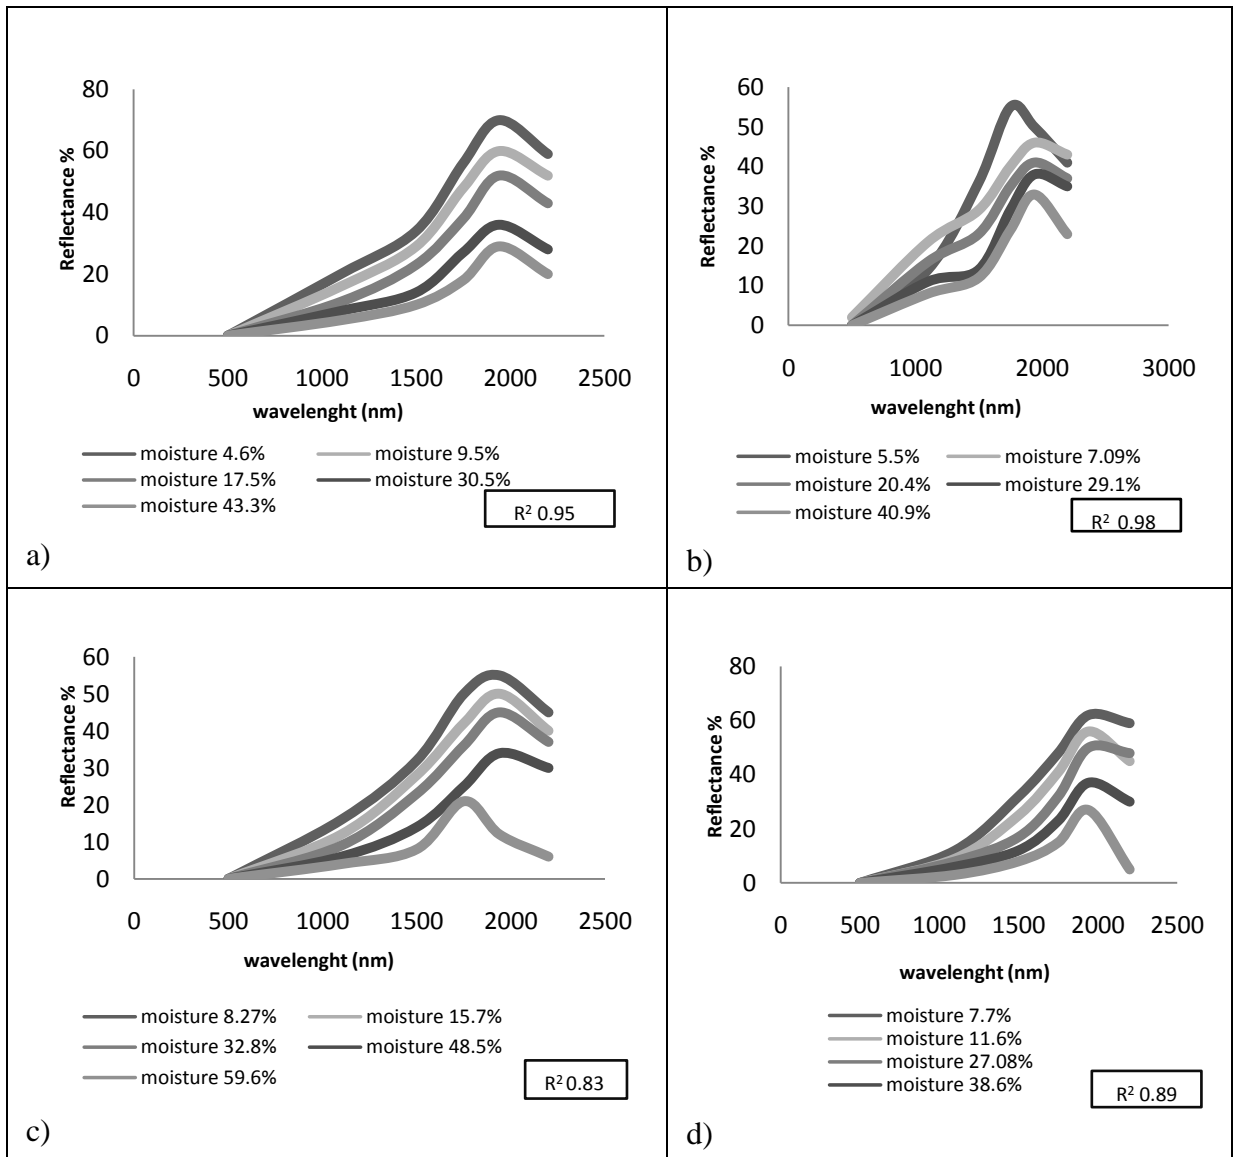 80
60
40
20
0
Reflectance %
0 500 1000 1500 2000 2500
wavelenght (nm)
moisture 4.6% moisture 9.5%
moisture 17.5% moisture 30.5%
moisture 43.3%
R² 0.95
a)
60
50
40
30
20
10
0
Reflectance %
0 1000 2000 3000
wavelenght (nm)
moisture 5.5% moisture 7.09%
moisture 20.4% moisture 29.1%
moisture 40.9%
R² 0.98
b)
60
50
40
30
20
10
0
Reflectance %
0 500 1000 1500 2000 2500
wavelenght (nm)
moisture 8.27% moisture 15.7%
moisture 32.8% moisture 48.5%
moisture 59.6%
R² 0.83
c)
80
60
40
20
0
Reflectance %
0 500 1000 1500 2000 2500
wavelenght (nm)
moisture 7.7%
moisture 11.6%
moisture 27.08%
moisture 38.6%
R² 0.89
d)